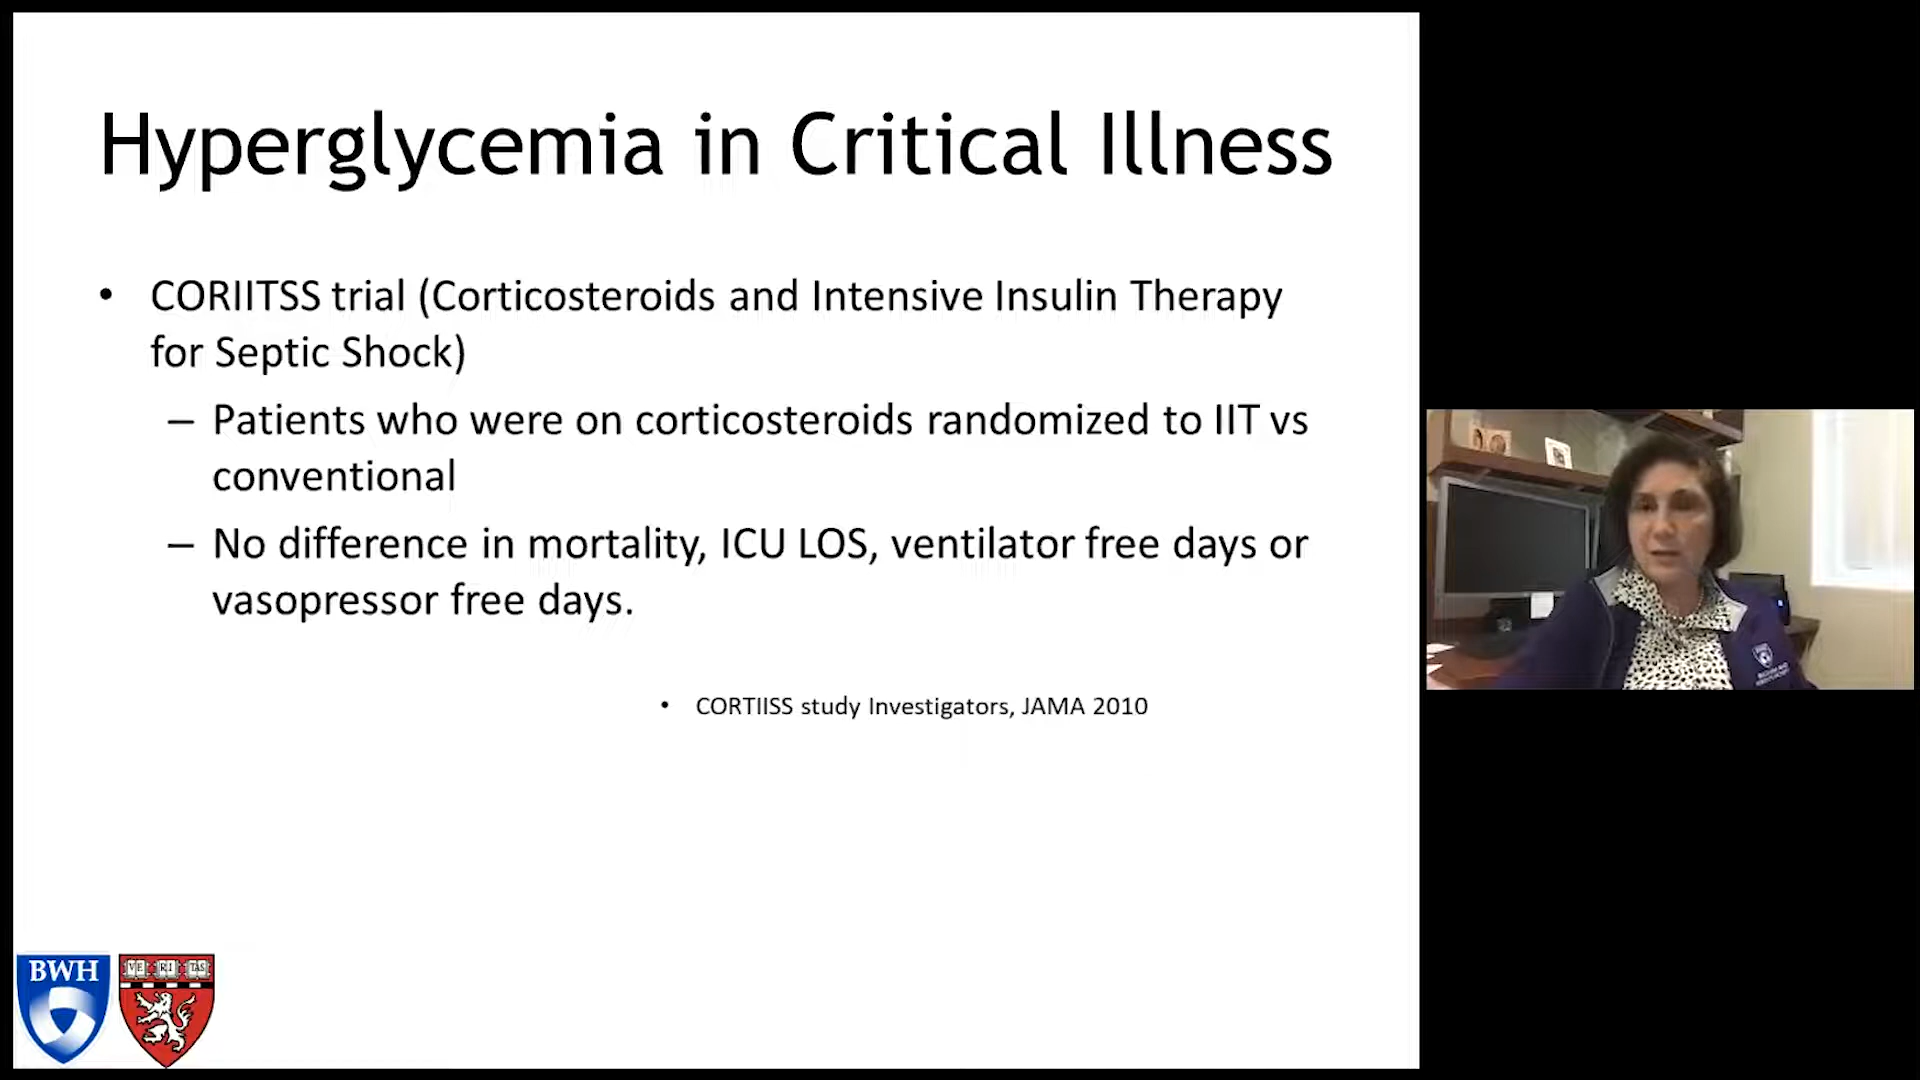 Hyperglycemia in Critical Illness
• CORIITSS trial (Corticosteroids and Intensive Insulin Therapy
for Septic Shock)
– Patients who were on corticosteroids randomized to IIT vs
conventional
– No difference in mortality, ICU LOS, ventilator free days or
vasopressor free days.
• CORTIISS study Investigators, JAMA 2010
BWH
VE RI TAS